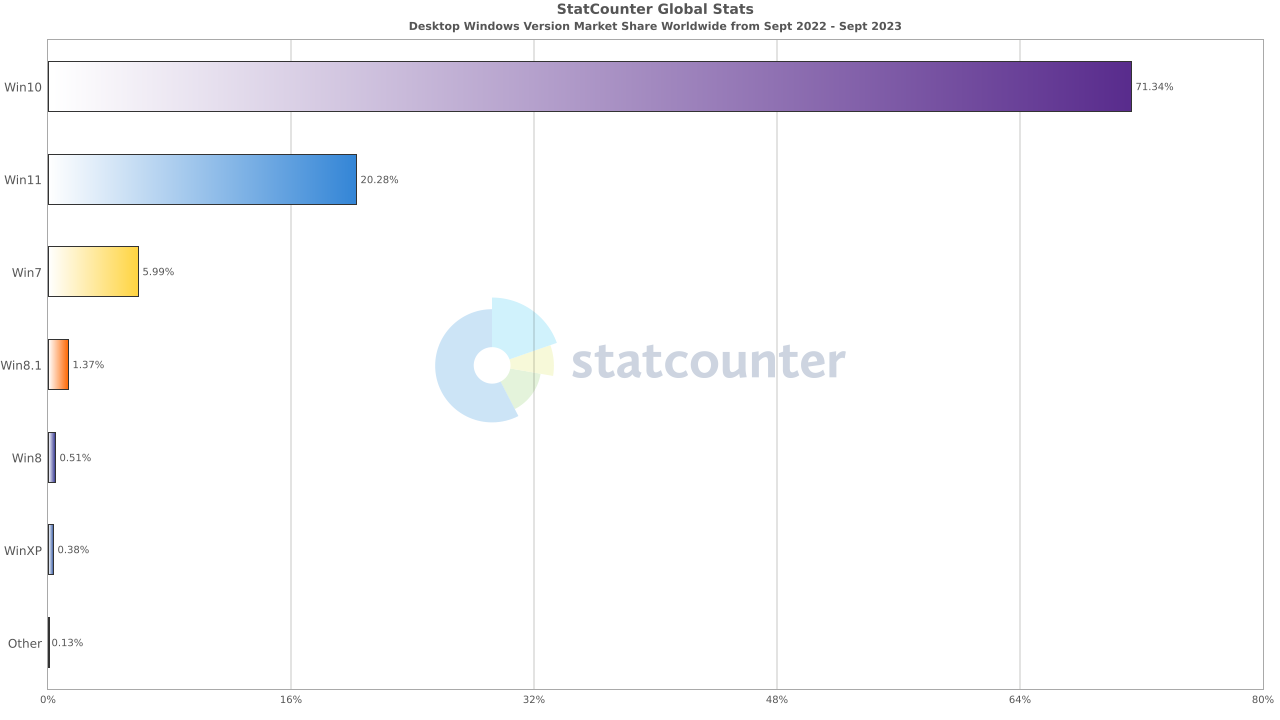 StatCounter Global Stats
Desktop Windows Version Market Share Worldwide from Sept 2022 - Sept 2023
Win10 71.34%
Win11 20.28%
Win7 5.99%
Win8.1 1.37%
statcounter
Win8 0.51%
WinXP 0.38%
Other 0.13%
0% 16% 32% 48% 64% 80%